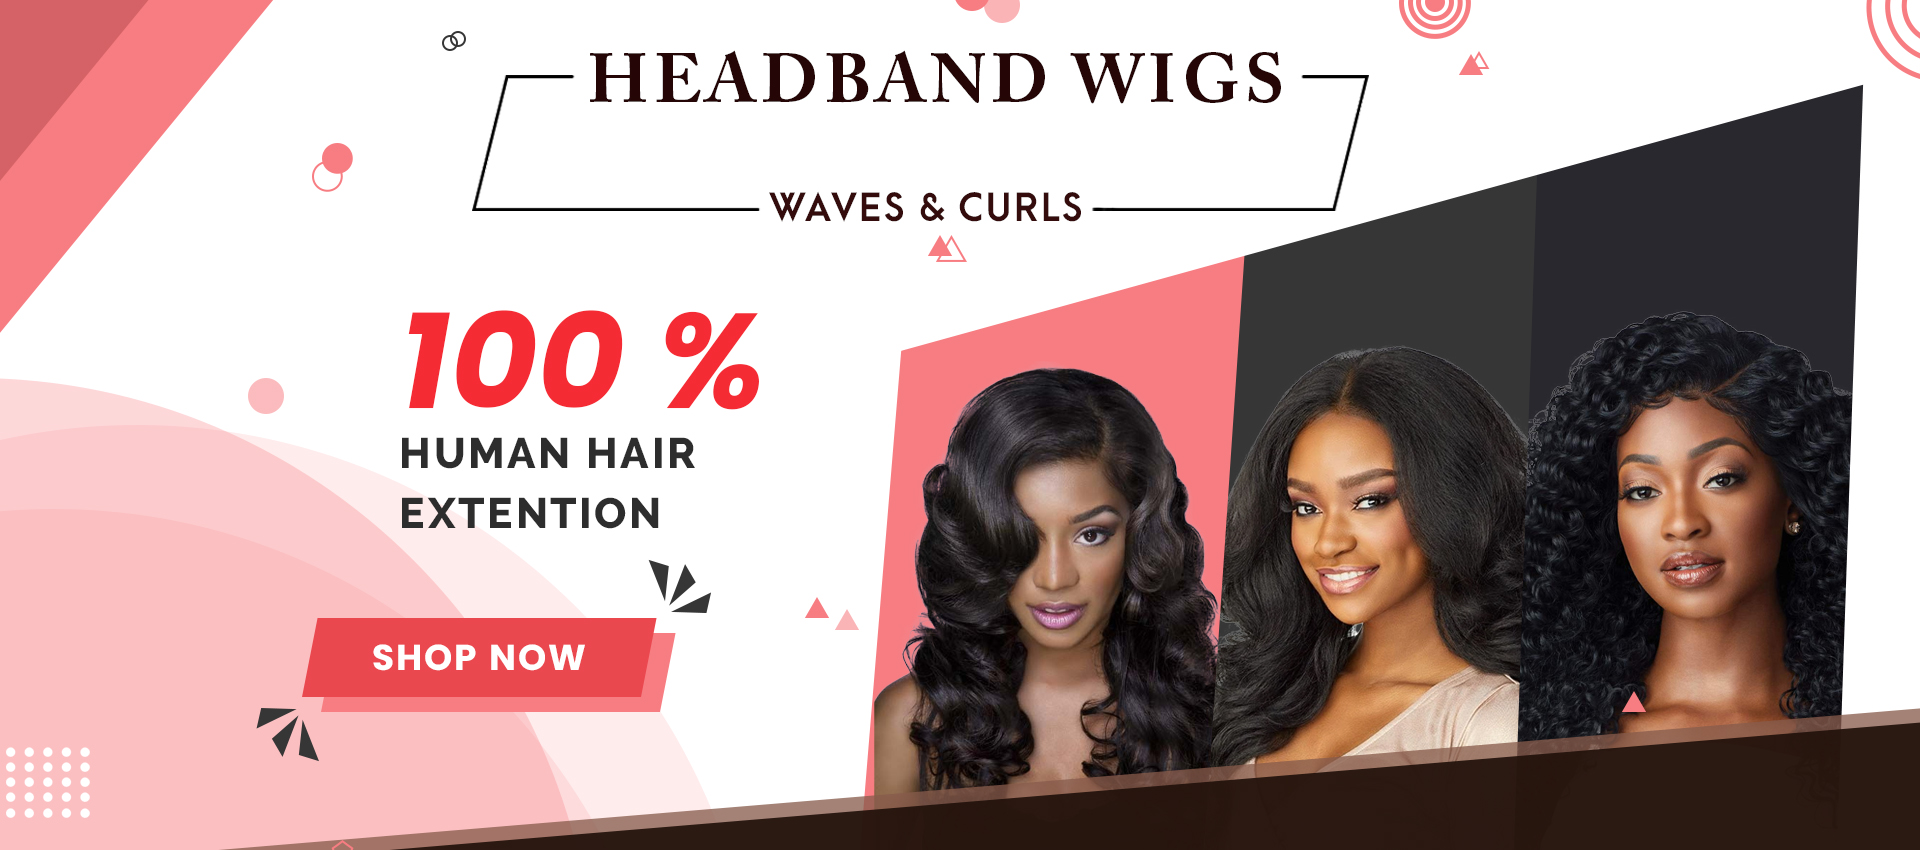 HEADBAND WIGS
WAVES & CURLS
100 %
HUMAN HAIR
EXTENTION
SHOP NOW